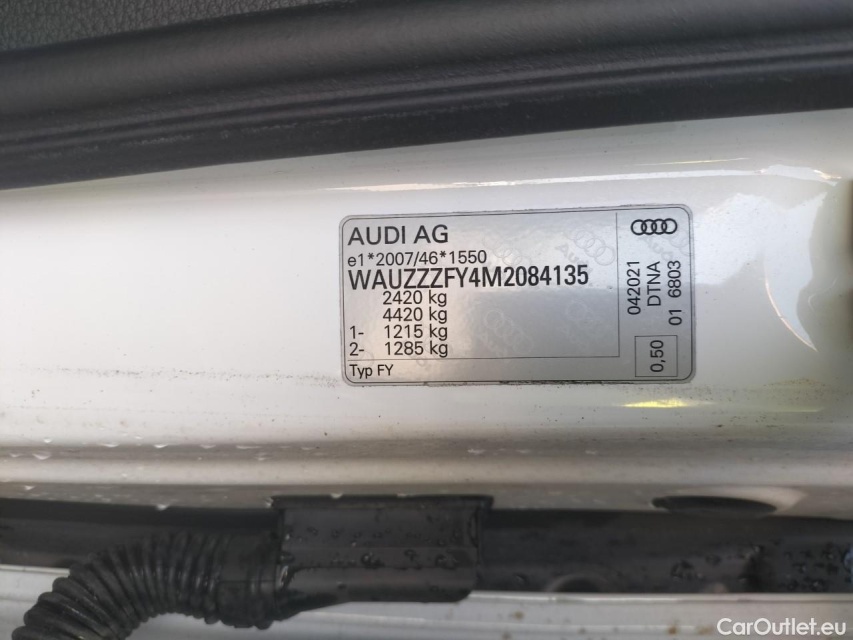 AUDI AG
e1*2007/46*1550
WAUZZZFY4M2084135
2420 kg
4420 kg
1- 1215 kg
2- 1285 kg
Typ FY
042021
DTNA
01 6803
0,50
CarOutlet.eu